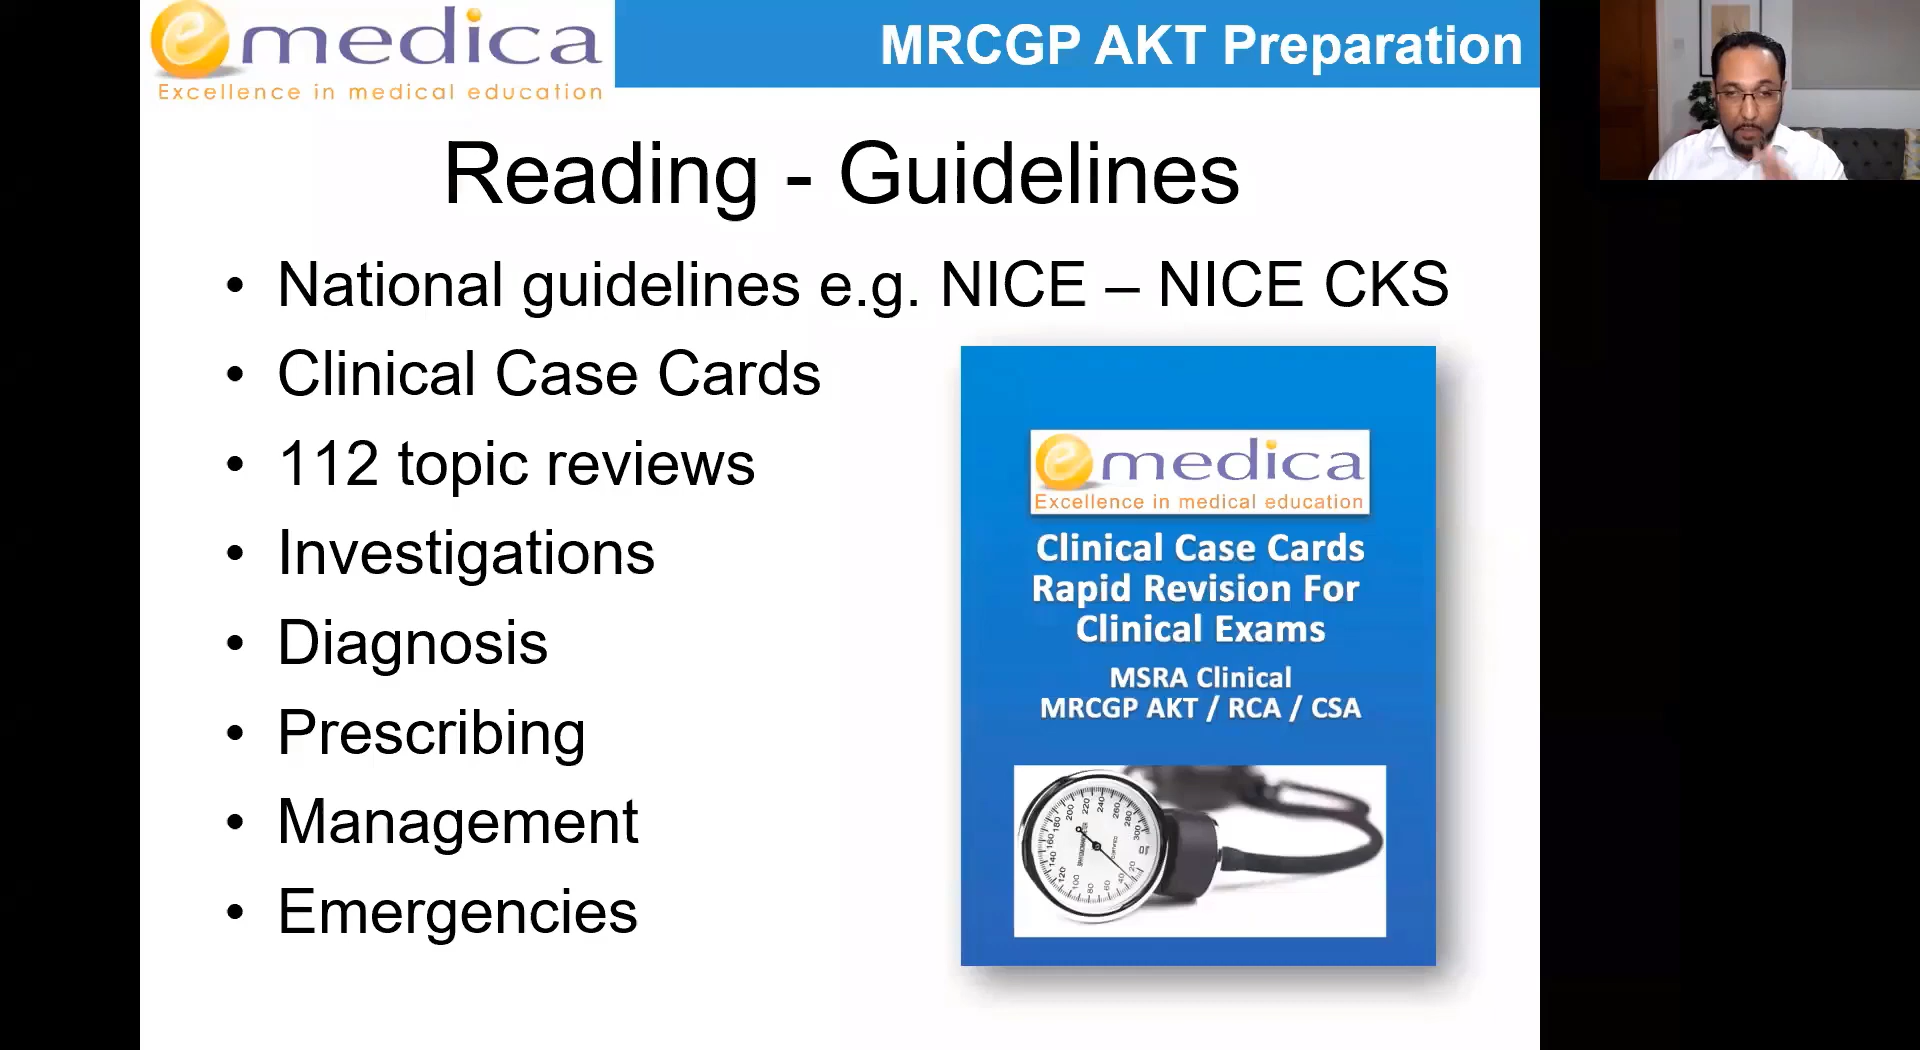 emedica
Excellence in medical education
MRCGP AKT Preparation
Reading - Guidelines
• National guidelines e.g. NICE – NICE CKS
• Clinical Case Cards
• 112 topic reviews
• Investigations
• Diagnosis
• Prescribing
• Management
• Emergencies
emedica
Excellence in medical education
Clinical Case Cards
Rapid Revision For
Clinical Exams
MSRA Clinical
MRCGP AKT / RCA / CSA